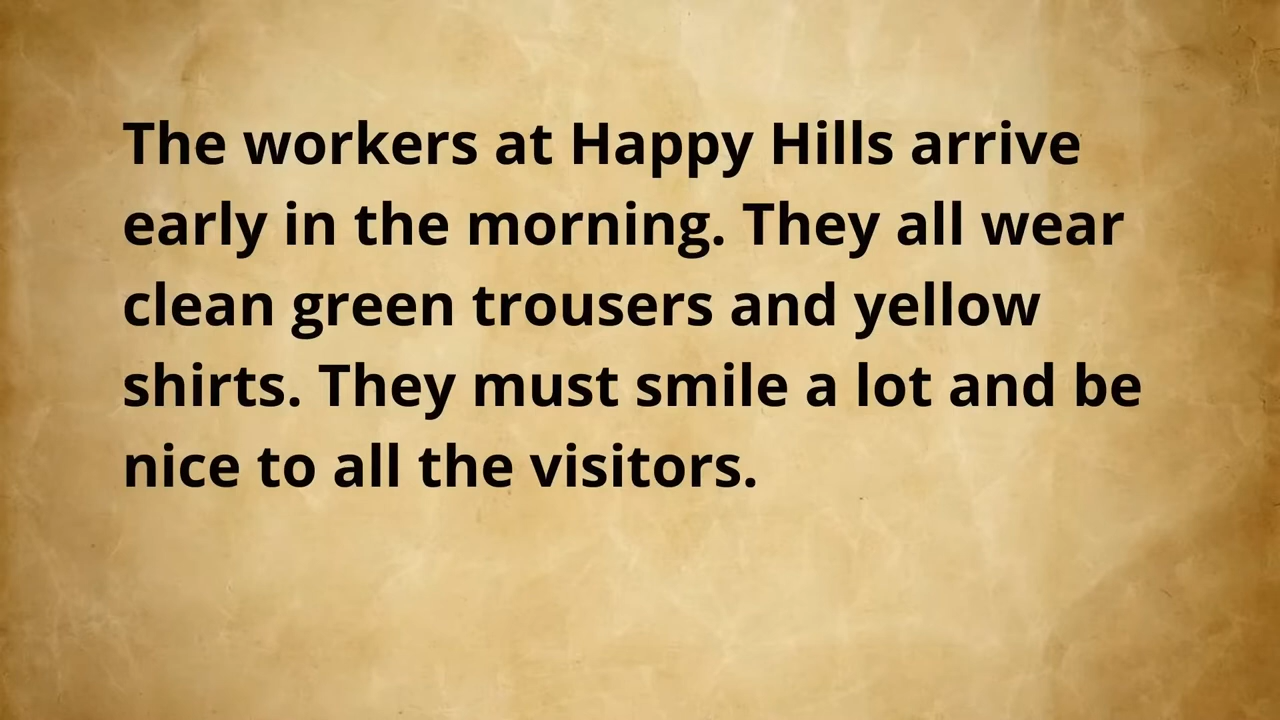 The workers at Happy Hills arrive
early in the morning. They all wear
clean green trousers and yellow
shirts. They must smile a lot and be
nice to all the visitors.